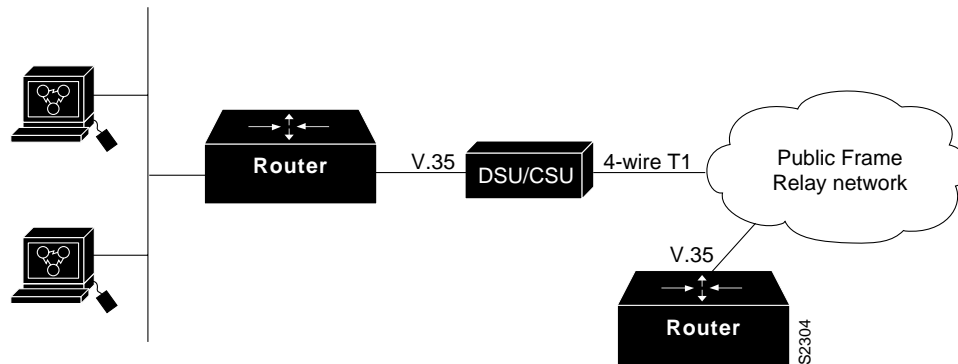 Router
V.35
DSU/CSU
4-wire T1
Public Frame
Relay network
V.35
Router
S2304